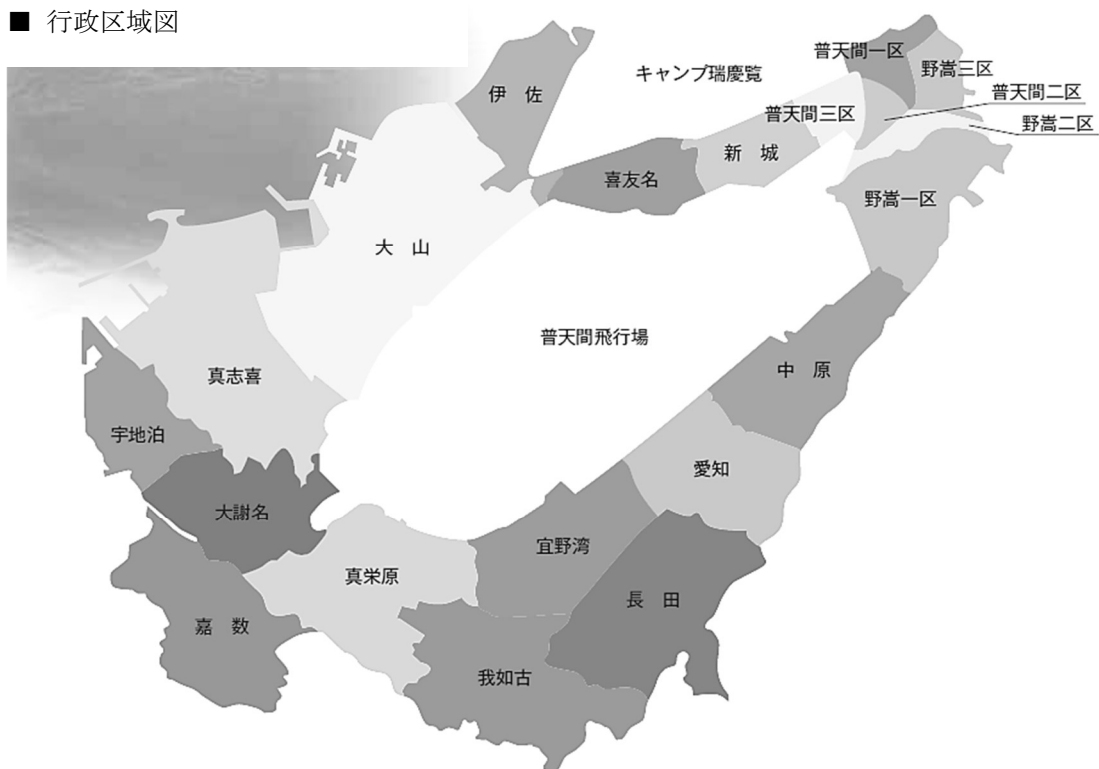 ■ 行政区域図
普天間一区
野嵩三区
キャンプ瑞慶覧
伊 佐
普天間二区
普天間三区
野嵩二区
新 城
喜友名
野嵩一区
大 山
普天間飛行場
中 原
真志喜
宇地泊
愛知
大謝名
宜野湾
真栄原
長 田
嘉 数
我如古